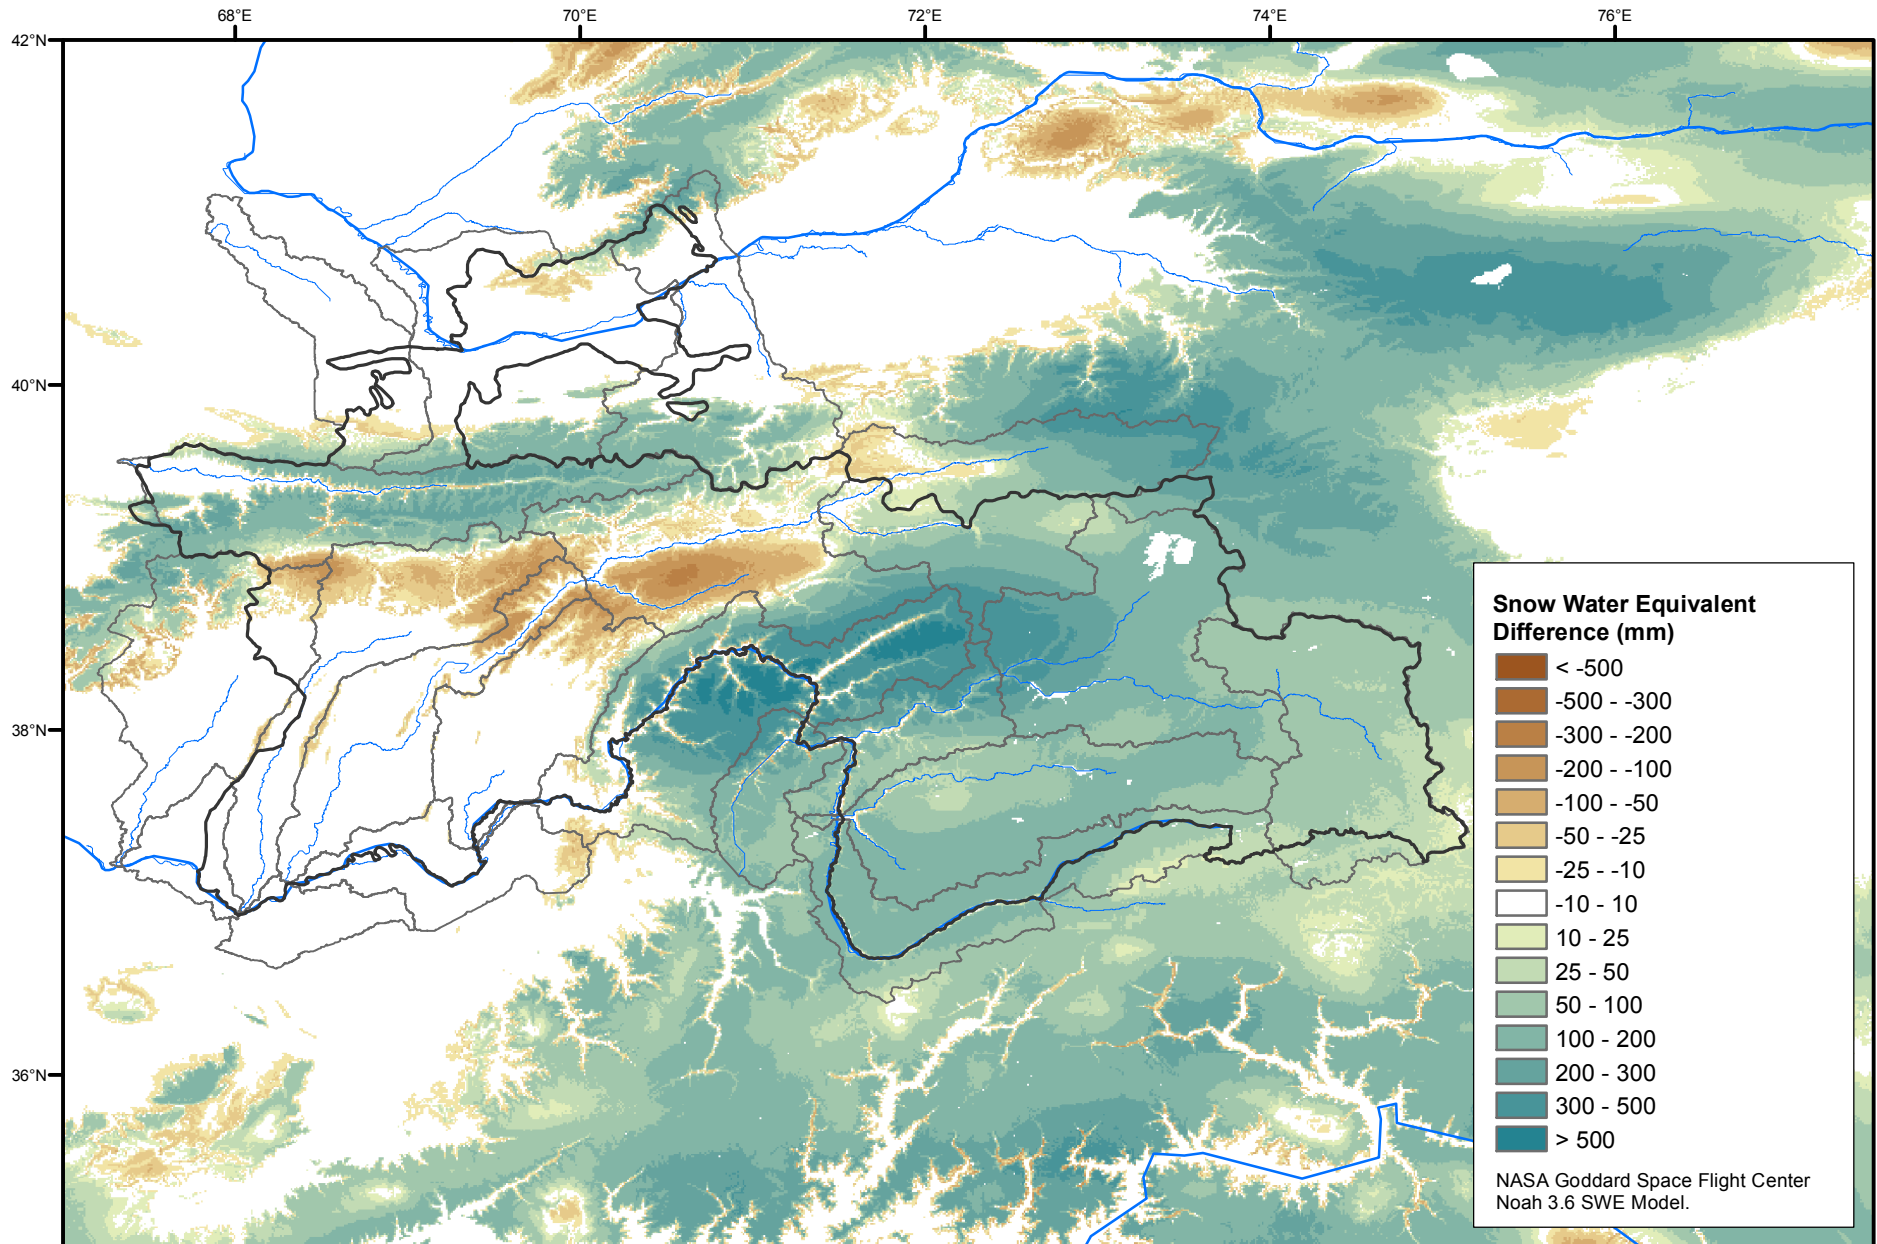 68°E 70°E 72°E 74°E 76°E
42°N
40°N
38°N
36°N
Snow Water Equivalent
Difference (mm)
< -500
-500 - -300
-300 - -200
-200 - -100
-100 - -50
-50 - -25
-25 - -10
-10 - 10
10 - 25
25 - 50
50 - 100
100 - 200
200 - 300
300 - 500
> 500
NASA Goddard Space Flight Center
Noah 3.6 SWE Model.